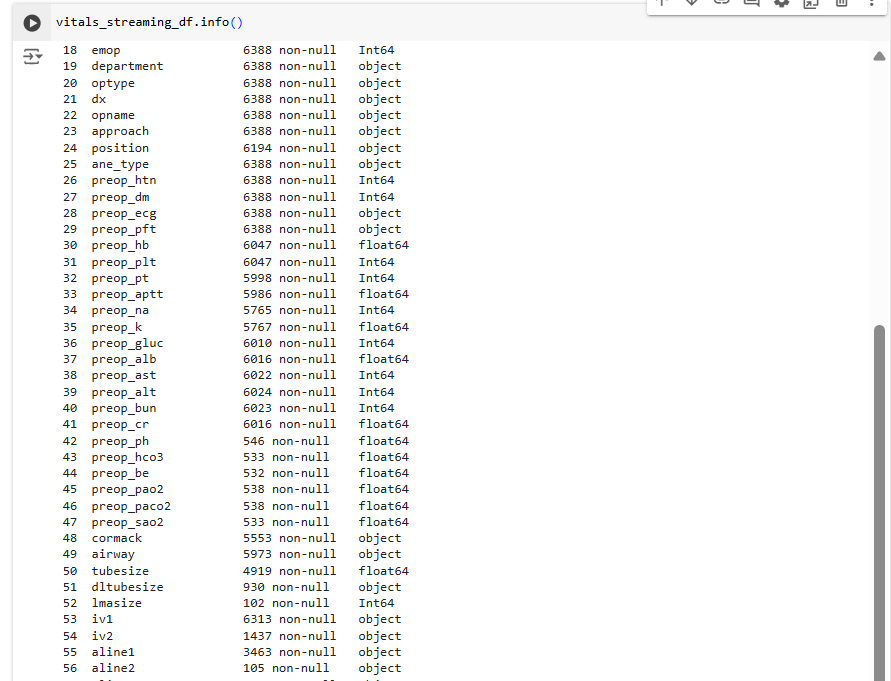 vitals_streaming_df.info()
18 emop 6388 non-null Int64
19 department 6388 non-null object
20 optype 6388 non-null object
21 dx 6388 non-null object
22 opname 6388 non-null object
23 approach 6388 non-null object
24 position 6194 non-null object
25 ane_type 6388 non-null object
26 preop_htn 6388 non-null Int64
27 preop_dm 6388 non-null Int64
28 preop_ecg 6388 non-null object
29 preop_pft 6388 non-null object
30 preop_hb 6047 non-null float64
31 preop_plt 6047 non-null Int64
32 preop_pt 5998 non-null Int64
33 preop_aptt 5986 non-null float64
34 preop_na 5765 non-null Int64
35 preop_k 5767 non-null float64
36 preop_gluc 6010 non-null Int64
37 preop_alb 6016 non-null float64
38 preop_ast 6022 non-null Int64
39 preop_alt 6024 non-null Int64
40 preop_bun 6023 non-null Int64
41 preop_cr 6016 non-null float64
42 preop_ph 546 non-null float64
43 preop_hco3 533 non-null float64
44 preop_be 532 non-null float64
45 preop_pao2 538 non-null float64
46 preop_paco2 538 non-null float64
47 preop_sao2 533 non-null float64
48 cormack 5553 non-null object
49 airway 5973 non-null object
50 tubesize 4919 non-null float64
51 dltubesize 930 non-null object
52 lmasize 102 non-null Int64
53 iv1 6313 non-null object
54 iv2 1437 non-null object
55 aline1 3463 non-null object
56 aline2 105 non-null object